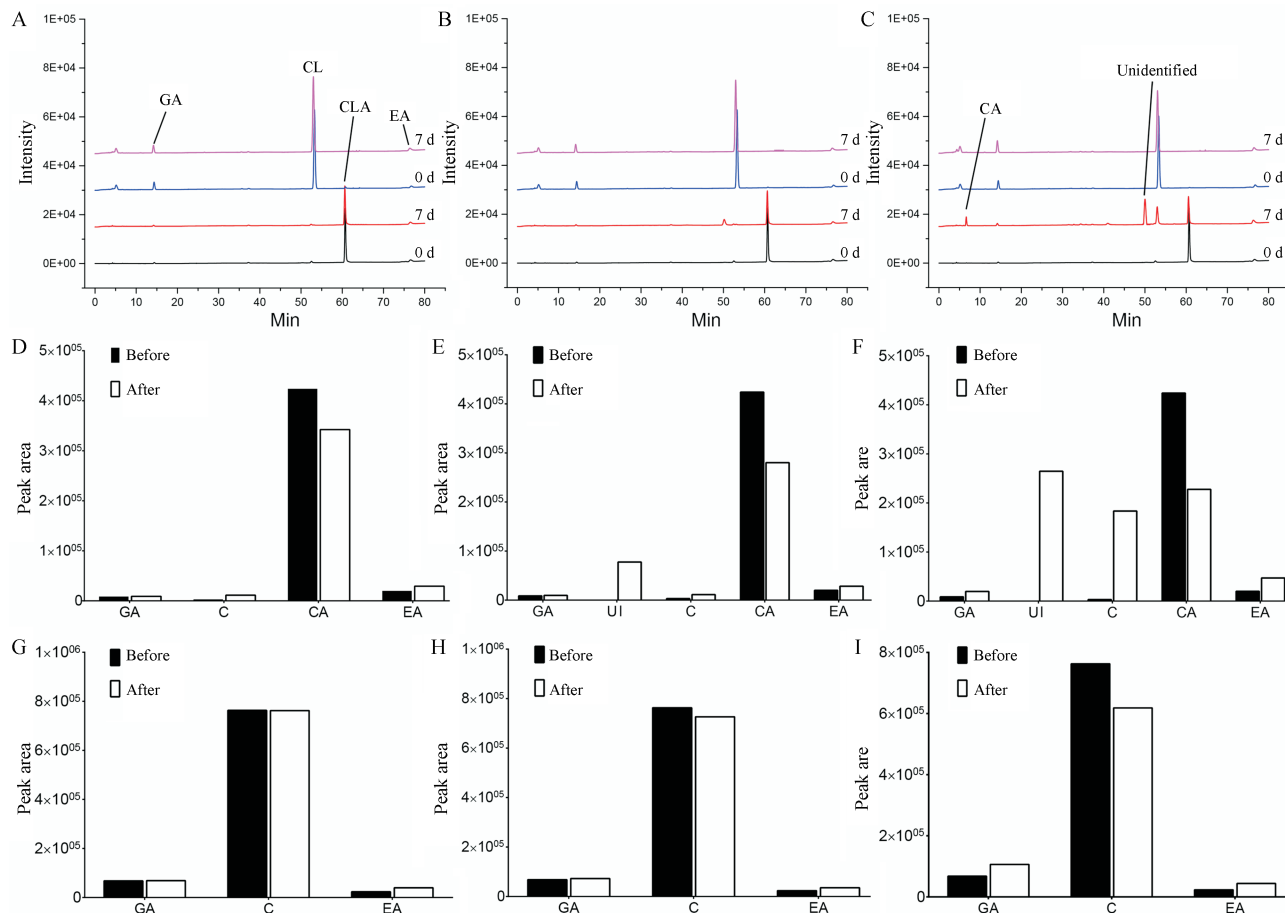 A
1E+05
8E+04
6E+04
4E+04
2E+04
0E+00
Intensity
GA
CL
CLA
EA
7 d
0 d
7 d
0 d
0 10 20 30 40 50 60 70 80
Min
B
1E+05
8E+04
6E+04
4E+04
2E+04
0E+00
Intensity
7 d
0 d
7 d
0 d
0 10 20 30 40 50 60 70 80
Min
C
1E+05
8E+04
6E+04
4E+04
2E+04
0E+00
Intensity
CA
Unidentified
7 d
0 d
7 d
0 d
0 10 20 30 40 50 60 70 80
Min
D
5×10⁰⁵
4×10⁰⁵
3×10⁰⁵
2×10⁰⁵
1×10⁰⁵
0
Peak area
Before
After
GA C CA EA
E
5×10⁰⁵
4×10⁰⁵
3×10⁰⁵
2×10⁰⁵
1×10⁰⁵
0
Peak area
Before
After
GA UI C CA EA
F
5×10⁰⁵
4×10⁰⁵
3×10⁰⁵
2×10⁰⁵
1×10⁰⁵
0
Peak are
Before
After
GA UI C CA EA
G
1×10⁰⁶
8×10⁰⁵
6×10⁰⁵
4×10⁰⁵
2×10⁰⁵
0
Peak area
Before
After
GA C EA
H
1×10⁰⁶
8×10⁰⁵
6×10⁰⁵
4×10⁰⁵
2×10⁰⁵
0
Peak area
Before
After
GA C EA
I
8×10⁰⁵
6×10⁰⁵
4×10⁰⁵
2×10⁰⁵
0
Peak are
Before
After
GA C EA